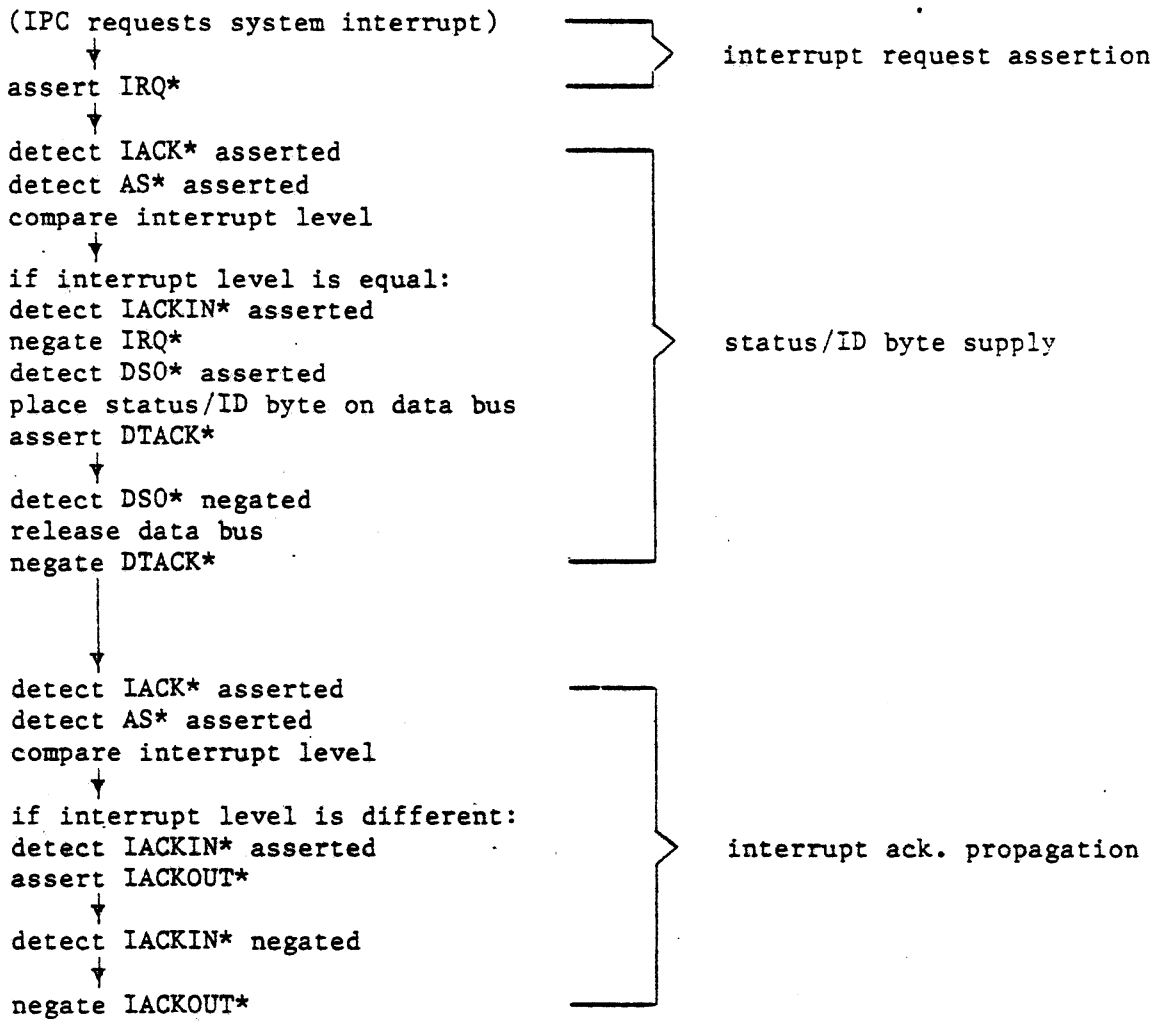 (IPC requests system interrupt)
interrupt request assertion
assert IRQ*
detect IACK* asserted
detect AS* asserted
compare interrupt level
if interrupt level is equal:
detect IACKIN* asserted
negate IRQ*
status/ID byte supply
detect DSO* asserted
place status/ID byte on data bus
assert DTACK*
detect DSO* negated
release data bus
negate DTACK*
detect IACK* asserted
detect AS* asserted
compare interrupt level
if interrupt level is different:
detect IACKIN* asserted
interrupt ack. propagation
assert IACKOUT*
detect IACKIN* negated
negate IACKOUT*